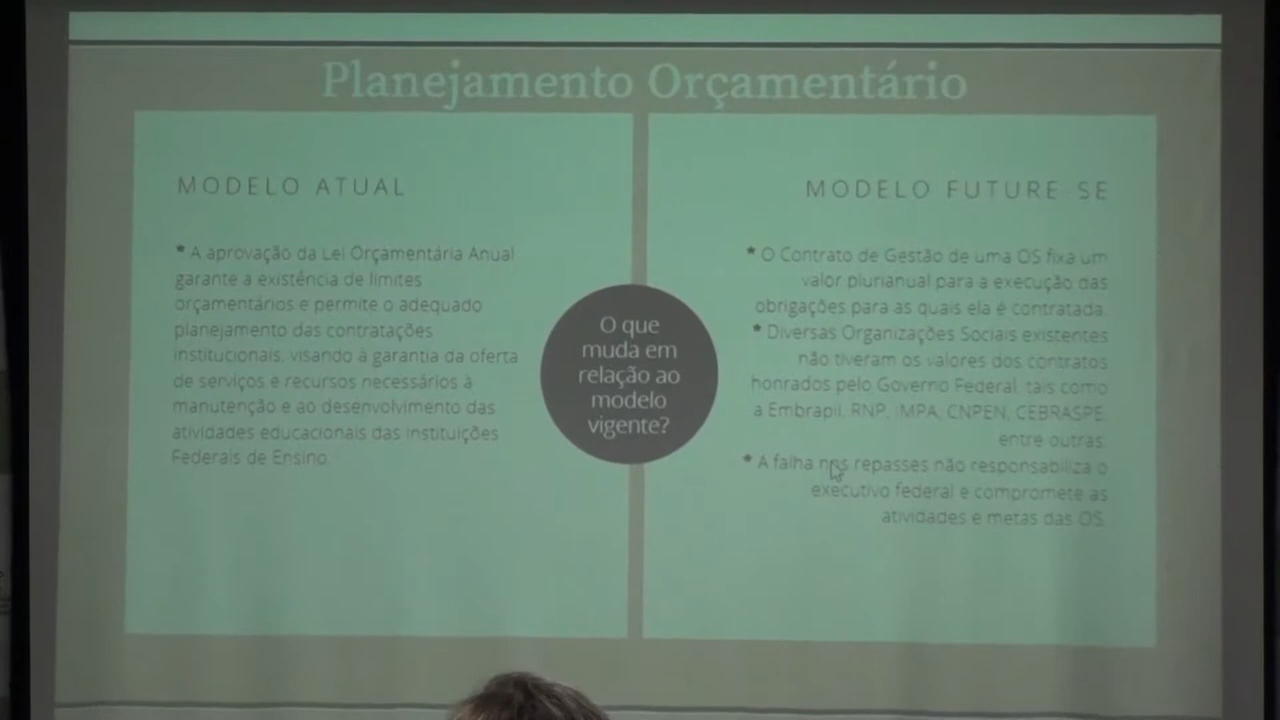 Planejamento Orçamentário
MODELO ATUAL
* A aprovação da Lei Orçamentária Anual
garante a existência de limites
orçamentários e permite o adequado
planejamento das contratações
institucionais, visando à garantia da oferta
de serviços e recursos necessários à
manutenção e ao desenvolvimento das
atividades educacionais das Instituições
Federais de Ensino.
O que
muda em
relação ao
modelo
vigente?
MODELO FUTURE-SE
* O Contrato de Gestão de uma OS fixa um
valor plurianual para a execução das
obrigações para as quais ela é contratada.
* Diversas Organizações Sociais existentes
não tiveram os valores dos contratos
honrados pelo Governo Federal, tais como
a Embrapii, RNP, IMPA, CNPEN, CEBRASPE,
entre outras.
* A falha nos repasses não responsabiliza o
executivo federal e compromete as
atividades e metas das OS.